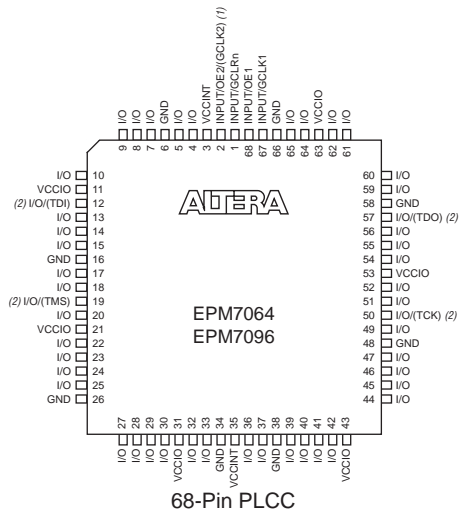 I/O
I/O
I/O
GND
I/O
I/O
VCCINT
INPUT/OE2/(GCLK2) (1)
INPUT/GCLRn
INPUT/OE1
INPUT/GCLK1
GND
I/O
I/O
VCCIO
I/O
I/O
9 8 7 6 5 4 3 2 1 68 67 66 65 64 63 62 61
I/O 10
VCCIO 11
(2) I/O/(TDI) 12
I/O 13
I/O 14
I/O 15
GND 16
I/O 17
I/O 18
(2) I/O/(TMS) 19
I/O 20
VCCIO 21
I/O 22
I/O 23
I/O 24
I/O 25
GND 26
ALTERA
EPM7064
EPM7096
60 I/O
59 I/O
58 GND
57 I/O/(TDO) (2)
56 I/O
55 I/O
54 I/O
53 VCCIO
52 I/O
51 I/O
50 I/O/(TCK) (2)
49 I/O
48 GND
47 I/O
46 I/O
45 I/O
44 I/O
27 28 29 30 31 32 33 34 35 36 37 38 39 40 41 42 43
I/O
I/O
I/O
I/O
VCCIO
I/O
I/O
GND
VCCINT
I/O
I/O
GND
I/O
I/O
I/O
I/O
VCCIO
68-Pin PLCC